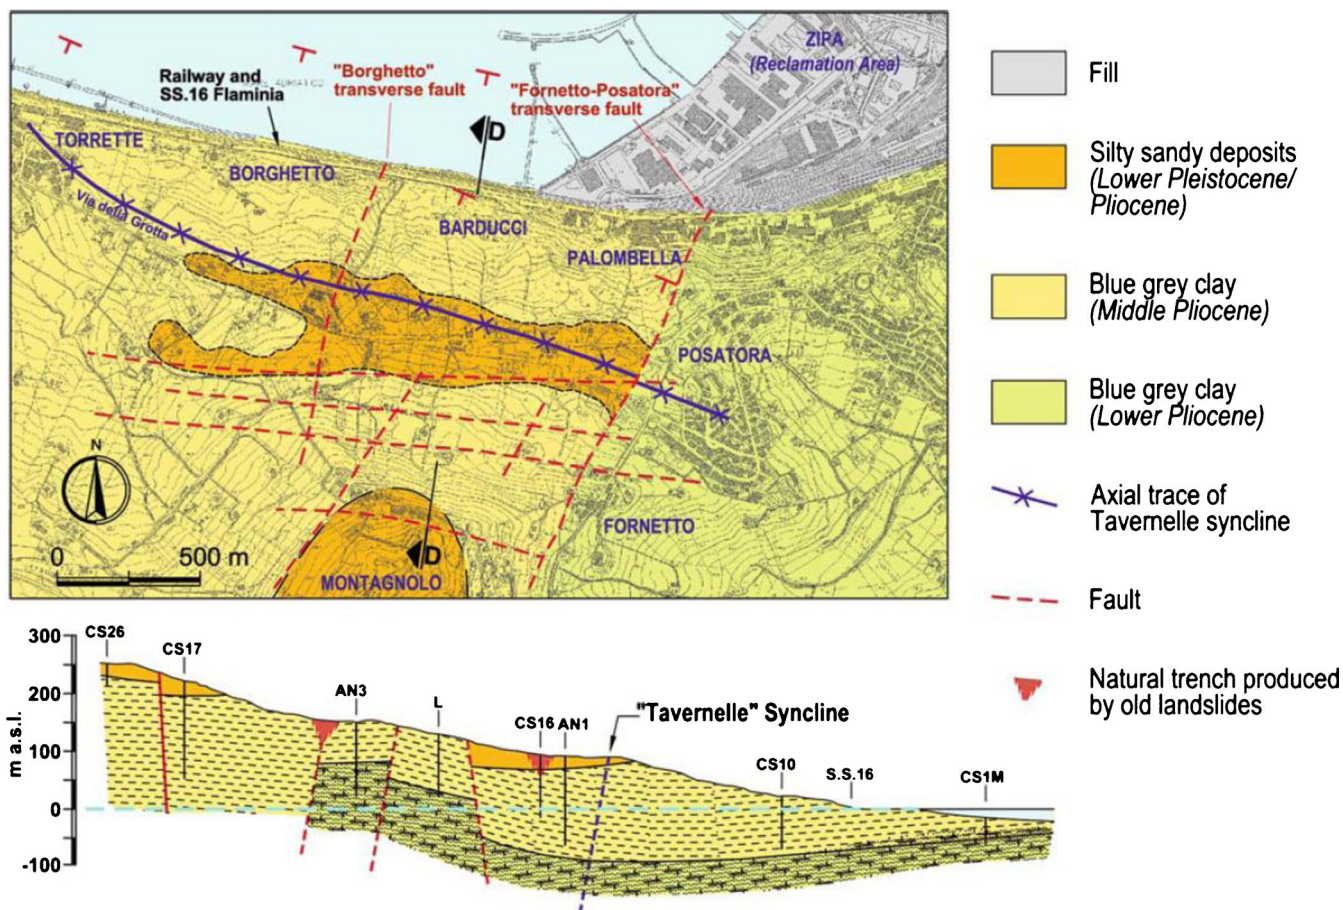 ZIPA
(Reclamation Area)
"Borghetto"
transverse fault
Railway and
SS.16 Flaminia
"Fornetto-Posatora"
transverse fault
D
TORRETTE
BORGHETTO
Via della Grotta
BARDUCCI
PALOMBELLA
POSATORA
FORNETTO
MONTAGNOLO
D
N
0 500 m
Fill
Silty sandy deposits
(Lower Pleistocene/
Pliocene)
Blue grey clay
(Middle Pliocene)
Blue grey clay
(Lower Pliocene)
Axial trace of
Tavernelle syncline
Fault
Natural trench produced
by old landslides
m a.s.l.
300
200
100
0
-100
CS26
CS17
AN3
L
CS16 AN1
"Tavernelle" Syncline
CS10
S.S.16
CS1M